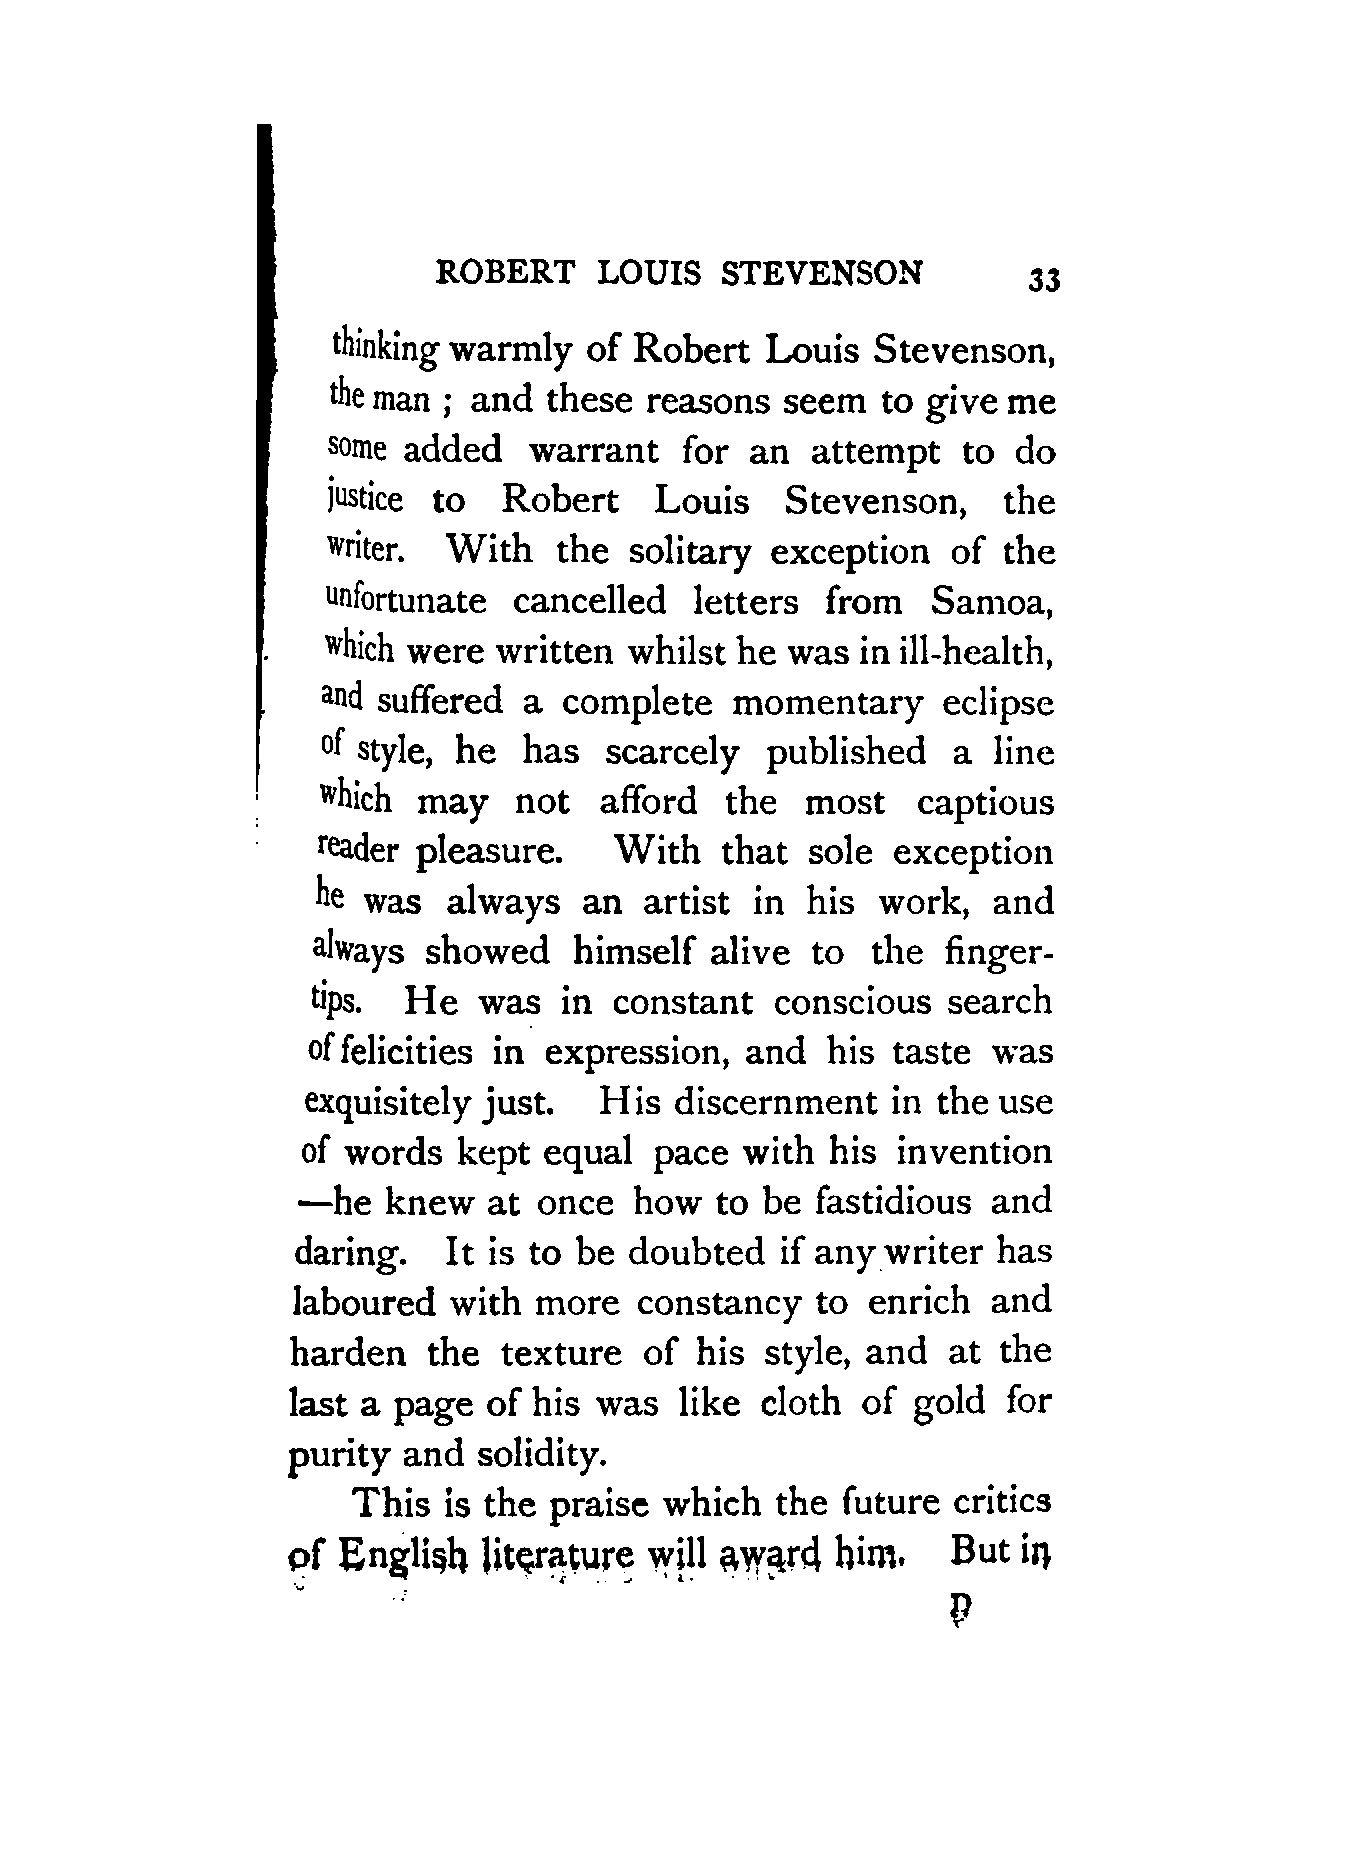 ROBERT LOUIS STEVENSON 33
thinking warmly of Robert Louis Stevenson,
the man ; and these reasons seem to give me
some added warrant for an attempt to do
justice to Robert Louis Stevenson, the
writer. With the solitary exception of the
unfortunate cancelled letters from Samoa,
which were written whilst he was in ill-health,
and suffered a complete momentary eclipse
of style, he has scarcely published a line
which may not afford the most captious
reader pleasure. With that sole exception
he was always an artist in his work, and
always showed himself alive to the finger-
tips. He was in constant conscious search
of felicities in expression, and his taste was
exquisitely just. His discernment in the use
of words kept equal pace with his invention
—he knew at once how to be fastidious and
daring. It is to be doubted if any writer has
laboured with more constancy to enrich and
harden the texture of his style, and at the
last a page of his was like cloth of gold for
purity and solidity.
This is the praise which the future critics
of English literature will award him. But in